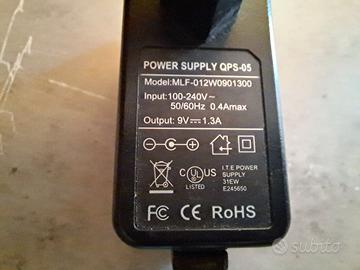 POWER SUPPLY QPS-05
Model:MLF-012W0901300
Input:100-240V~
50/60Hz 0.4Amax
Output: 9V⎓1.3A
c UL US
LISTED
I.T.E POWER
SUPPLY
31EW
E245650
FC CE RoHS
subito